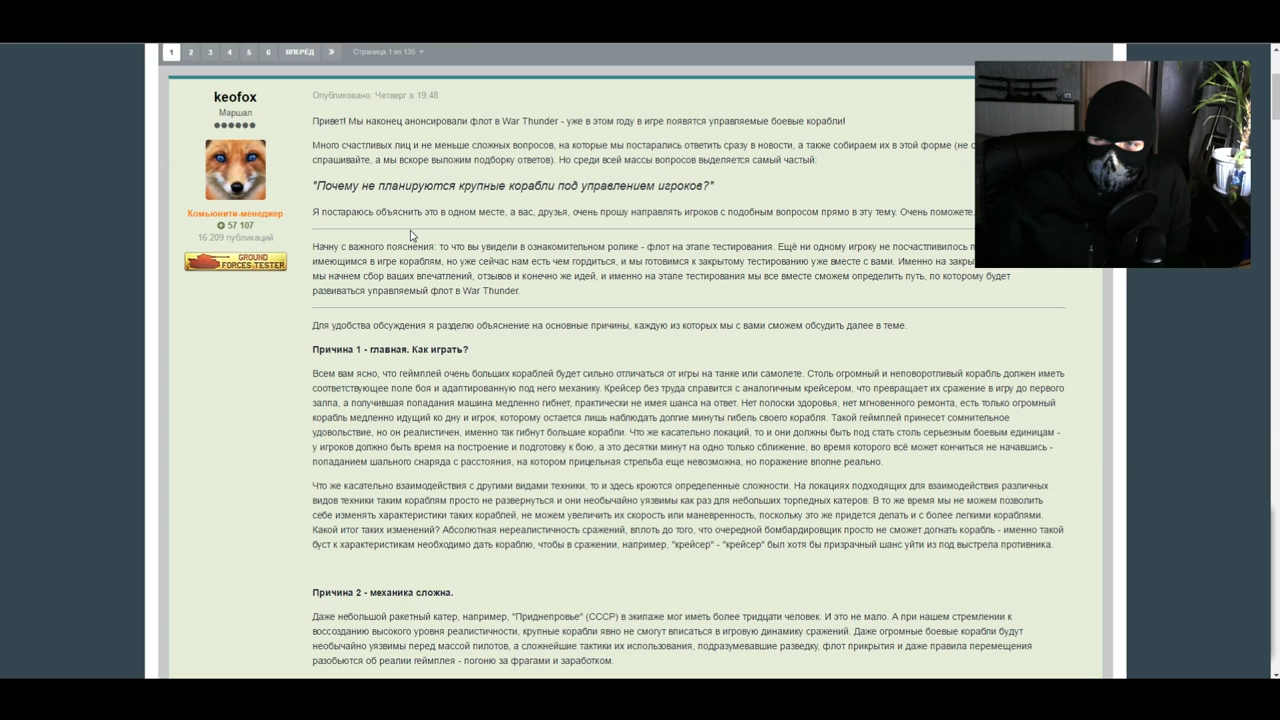 1 2 3 4 5 6 ВПЕРЁД » Страница 1 из 135
keofox
Маршал
Комьюнити-менеджер
57 107
16 209 публикаций
GROUND FORCES TESTER
Опубликовано: Четверг в 19:48
Привет! Мы наконец анонсировали флот в War Thunder - уже в этом году в игре появятся управляемые боевые корабли!
Много счастливых лиц и не меньше сложных вопросов, на которые мы постарались ответить сразу в новости, а также собираем их в этой форме (не с
спрашивайте, а мы вскоре выложим подборку ответов). Но среди всей массы вопросов выделяется самый частый:
"Почему не планируются крупные корабли под управлением игроков?"
Я постараюсь объяснить это в одном месте, а вас, друзья, очень прошу направлять игроков с подобным вопросом прямо в эту тему. Очень поможете.
Начну с важного пояснения: то что вы увидели в ознакомительном ролике - флот на этапе тестирования. Ещё ни одному игроку не посчастливилось п
имеющимся в игре кораблям, но уже сейчас нам есть чем гордиться, и мы готовимся к закрытому тестированию уже вместе с вами. Именно на закры
мы начнем сбор ваших впечатлений, отзывов и конечно же идей, и именно на этапе тестирования мы все вместе сможем определить путь, по которому будет
развиваться управляемый флот в War Thunder.
Для удобства обсуждения я разделю объяснение на основные причины, каждую из которых мы с вами сможем обсудить далее в теме.
Причина 1 - главная. Как играть?
Всем вам ясно, что геймплей очень больших кораблей будет сильно отличаться от игры на танке или самолете. Столь огромный и неповоротливый корабль должен иметь
соответствующее поле боя и адаптированную под него механику. Крейсер без труда справится с аналогичным крейсером, что превращает их сражение в игру до первого
залпа, а получившая попадания машина медленно гибнет, практически не имея шанса на ответ. Нет полоски здоровья, нет мгновенного ремонта, есть только огромный
корабль медленно идущий ко дну и игрок, которому остается лишь наблюдать долгие минуты гибель своего корабля. Такой геймплей принесет сомнительное
удовольствие, но он реалистичен, именно так гибнут большие корабли. Что же касательно локаций, то и они должны быть под стать столь серьезным боевым единицам -
у игроков должно быть время на построение и подготовку к бою, а это десятки минут на одно только сближение, во время которого всё может кончиться не начавшись -
попаданием шального снаряда с расстояния, на котором прицельная стрельба еще невозможна, но поражение вполне реально.
Что же касательно взаимодействия с другими видами техники, то и здесь кроются определенные сложности. На локациях подходящих для взаимодействия различных
видов техники таким кораблям просто не развернуться и они необычайно уязвимы как раз для небольших торпедных катеров. В то же время мы не можем позволить
себе изменять характеристики таких кораблей, не можем увеличить их скорость или маневренность, поскольку это же придется делать и с более легкими кораблями.
Какой итог таких изменений? Абсолютная нереалистичность сражений, вплоть до того, что очередной бомбардировщик просто не сможет догнать корабль - именно такой
буст к характеристикам необходимо дать кораблю, чтобы в сражении, например, "крейсер" - "крейсер" был хотя бы призрачный шанс уйти из под выстрела противника.
Причина 2 - механика сложна.
Даже небольшой ракетный катер, например, "Приднепровье" (СССР) в экипаже мог иметь более тридцати человек. И это не мало. А при нашем стремлении к
воссозданию высокого уровня реалистичности, крупные корабли явно не смогут вписаться в игровую динамику сражений. Даже огромные боевые корабли будут
необычайно уязвимы перед массой пилотов, а сложнейшие тактики их использования, подразумевавшие разведку, флот прикрытия и даже правила перемещения
разобьются об реалии геймплея - погоню за фрагами и заработком.